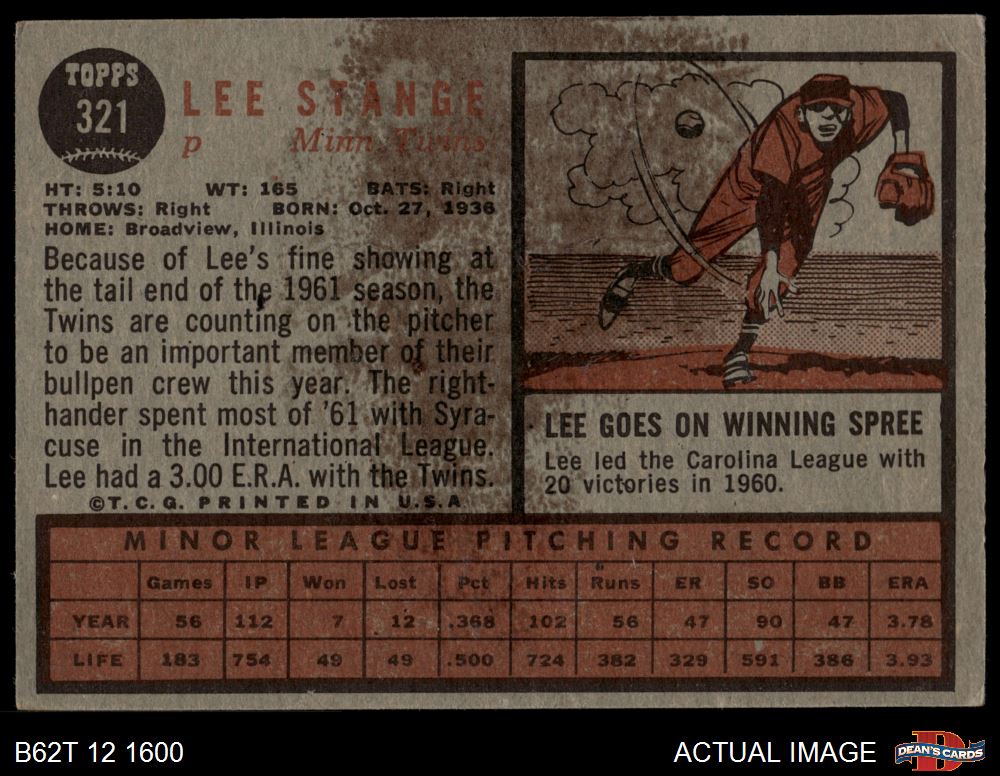 TOPPS
321
LEE STANGE
p Minn Twins
HT: 5:10 WT: 165 BATS: Right
THROWS: Right BORN: Oct. 27, 1936
HOME: Broadview, Illinois
Because of Lee's fine showing at
the tail end of the 1961 season, the
Twins are counting on the pitcher
to be an important member of their
bullpen crew this year. The right-
hander spent most of '61 with Syra-
cuse in the International League.
Lee had a 3.00 E.R.A. with the Twins.
©T.C.G. PRINTED IN U.S.A
LEE GOES ON WINNING SPREE
Lee led the Carolina League with
20 victories in 1960.
MINOR LEAGUE PITCHING RECORD
Games IP Won Lost Pct Hits Runs ER SO BB ERA
YEAR 56 112 7 12 .368 102 56 47 90 47 3.78
LIFE 183 754 49 49 .500 724 382 329 591 386 3.93
B62T 12 1600 ACTUAL IMAGE DEAN'S CARDS